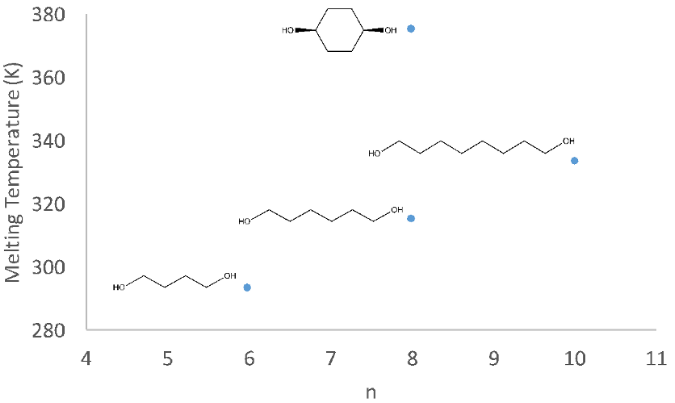 380
HO
OH
360
340
HO
OH
320
HO
OH
300
HO
OH
280
4
5
6
7
8
9
10
11
Melting Temperature (K)
n